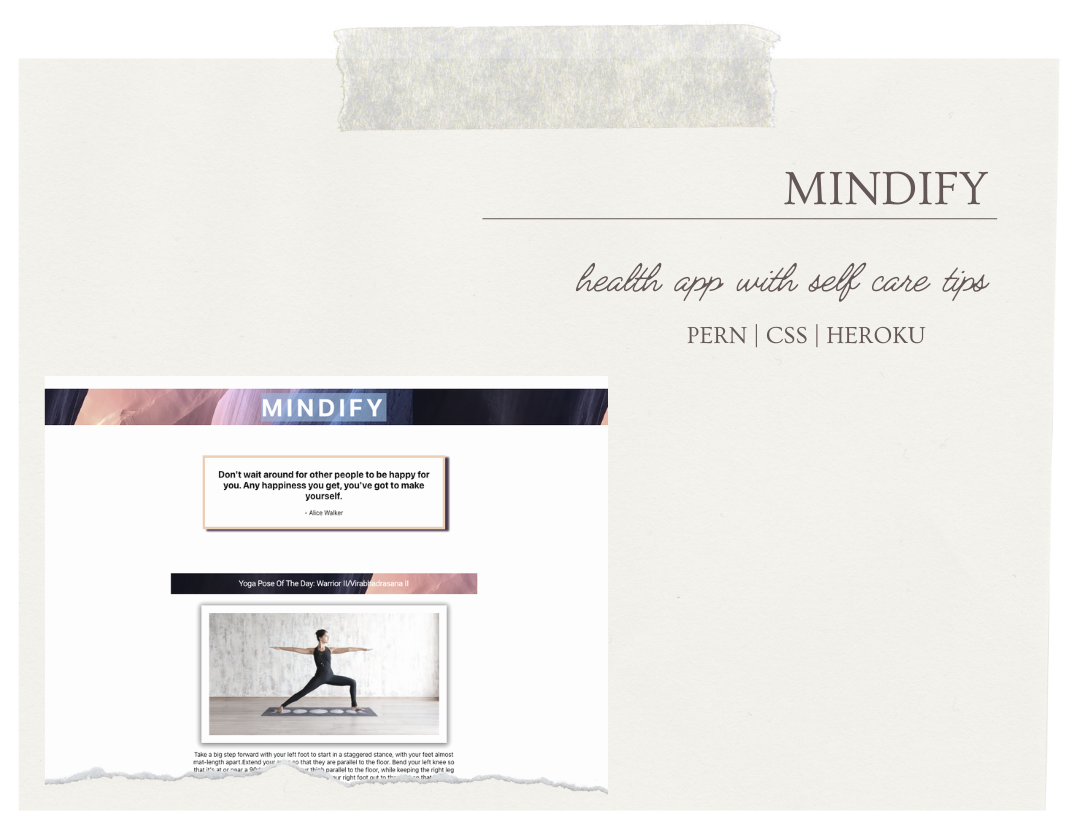 MINDIFY
health app with self care tips
PERN | CSS | HEROKU
MINDIFY
Don't wait around for other people to be happy for
you. Any happiness you get, you've got to make
yourself.
- Alice Walker
Yoga Pose Of The Day: Warrior II/Virabhadrasana II
Take a big step forward with your left foot to start in a staggered stance, with your feet almost
mat-length apart.Extend your so that they are parallel to the floor. Bend your left knee so
that it's at or near a 90 thigh parallel to the floor, while keeping the right leg
your right foot out to